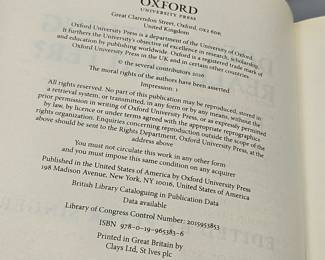 OXFORD
UNIVERSITY PRESS
Great Clarendon Street, Oxford, OX2 6DP,
United Kingdom
Oxford University Press is a department of the University of Oxford.
It furthers the University's objective of excellence in research, scholarship,
and education by publishing worldwide. Oxford is a registered trade mark of
Oxford University Press in the UK and in certain other countries
© the several contributors 2016
The moral rights of the authors have been asserted
Impression: 1
All rights reserved. No part of this publication may be reproduced, stored in
a retrieval system, or transmitted, in any form or by any means, without the
prior permission in writing of Oxford University Press, or as expressly permitted
by law, by licence or under terms agreed with the appropriate reprographics
rights organization. Enquiries concerning reproduction outside the scope of the
above should be sent to the Rights Department, Oxford University Press, at the
address above
You must not circulate this work in any other form
and you must impose this same condition on any acquirer
Published in the United States of America by Oxford University Press
198 Madison Avenue, New York, NY 10016, United States of America
British Library Cataloguing in Publication Data
Data available
Library of Congress Control Number: 2015953853
ISBN 978-0-19-965383-6
Printed in Great Britain by
Clays Ltd, St Ives plc